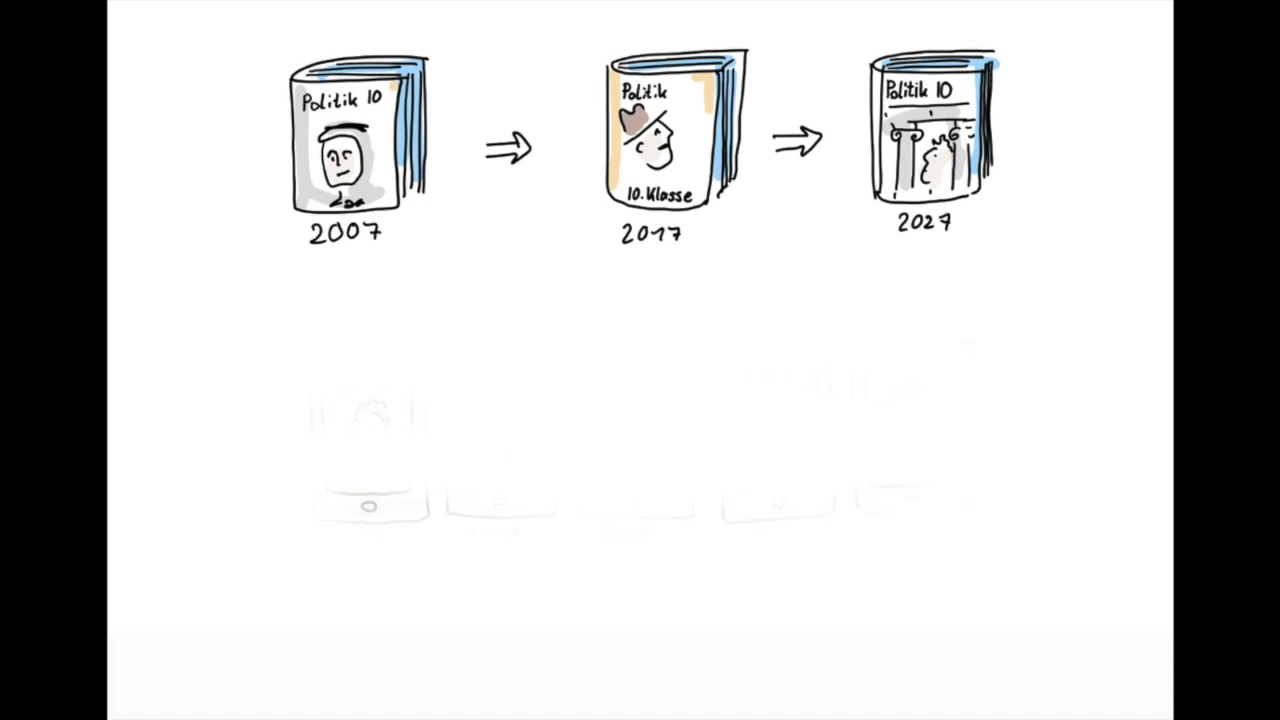 Politik 10
2007
Politik
10. Klasse
2017
Politik 10
2027